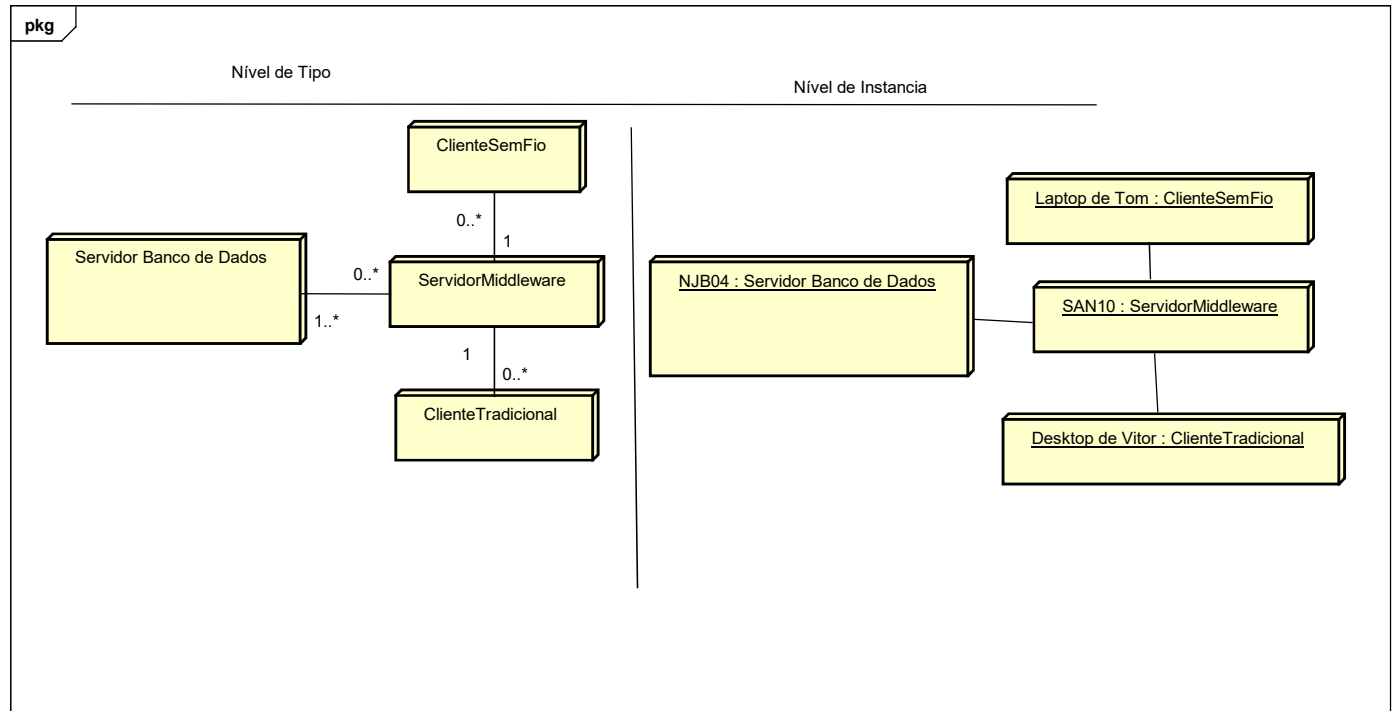 pkg
Nível de Tipo
Nível de Instancia
ClienteSemFio
0..*
1
Servidor Banco de Dados
0..*
1..*
ServidorMiddleware
1
0..*
ClienteTradicional
Laptop de Tom : ClienteSemFio
NJB04 : Servidor Banco de Dados
SAN10 : ServidorMiddleware
Desktop de Vitor : ClienteTradicional